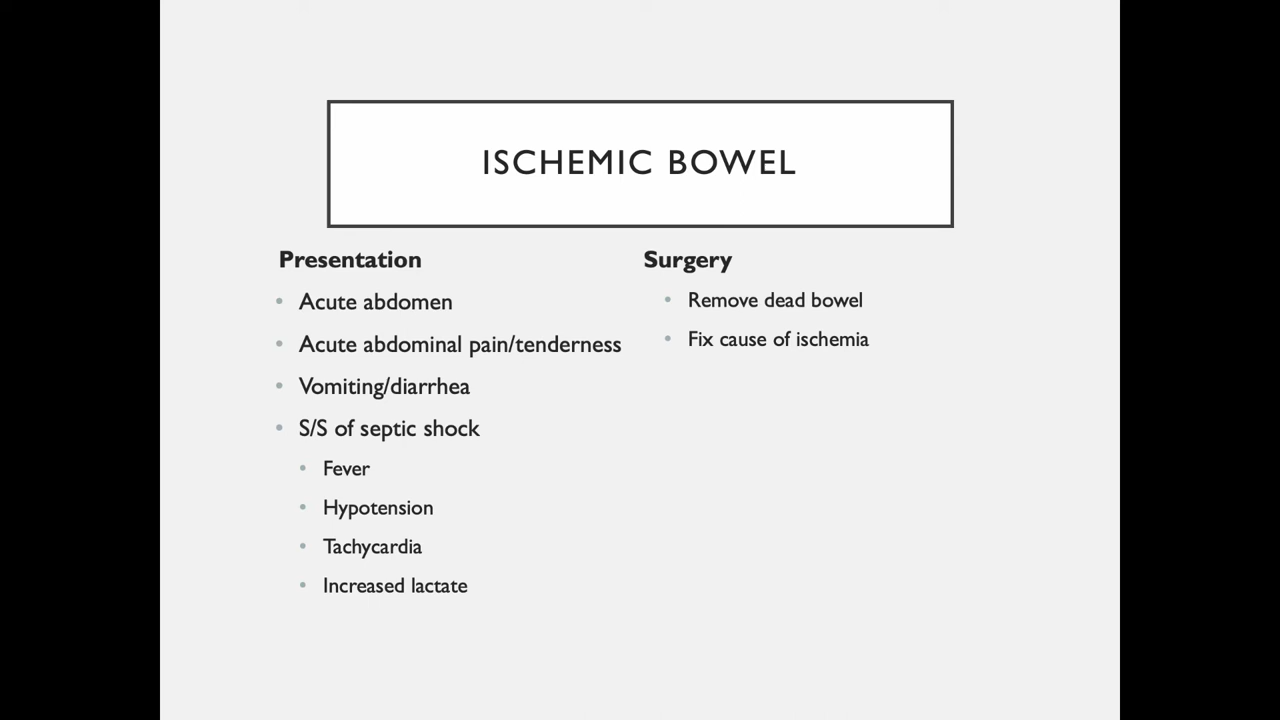 ISCHEMIC BOWEL
Presentation
• Acute abdomen
• Acute abdominal pain/tenderness
• Vomiting/diarrhea
• S/S of septic shock
• Fever
• Hypotension
• Tachycardia
• Increased lactate
Surgery
• Remove dead bowel
• Fix cause of ischemia